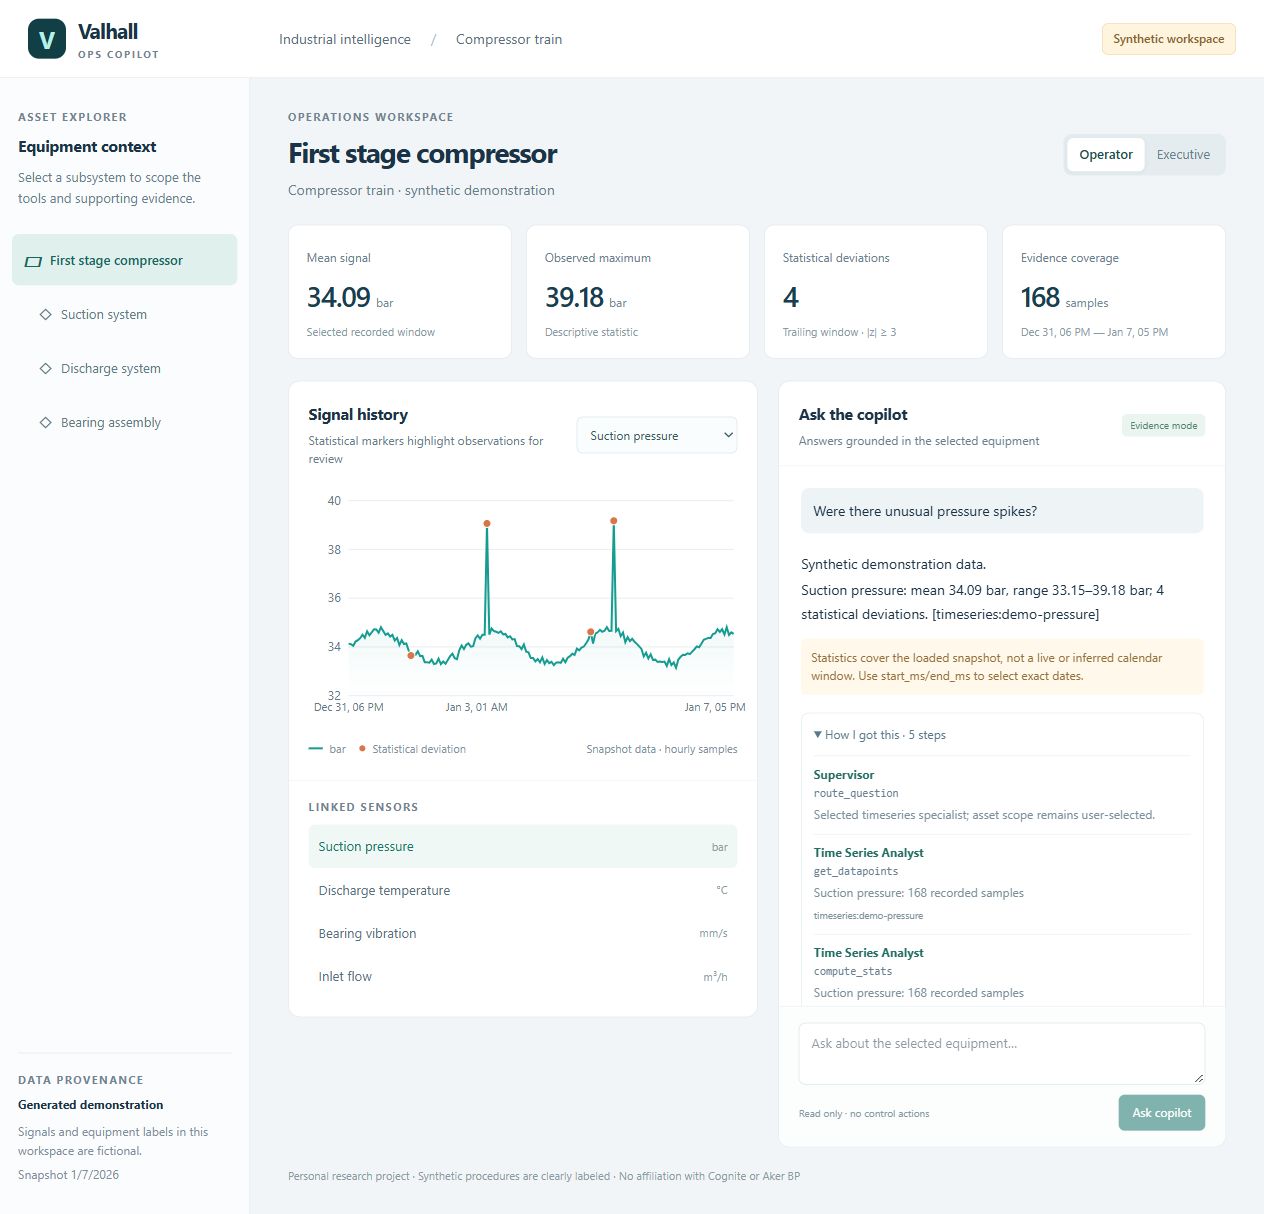 V
Valhall
OPS COPILOT
Industrial intelligence / Compressor train
Synthetic workspace
ASSET EXPLORER
Equipment context
Select a subsystem to scope the
tools and supporting evidence.
First stage compressor
Suction system
Discharge system
Bearing assembly
DATA PROVENANCE
Generated demonstration
Signals and equipment labels in this
workspace are fictional.
Snapshot 1/7/2026
OPERATIONS WORKSPACE
First stage compressor
Compressor train · synthetic demonstration
Operator
Executive
Mean signal
34.09 bar
Selected recorded window
Observed maximum
39.18 bar
Descriptive statistic
Statistical deviations
4
Trailing window · |z| ≥ 3
Evidence coverage
168 samples
Dec 31, 06 PM — Jan 7, 05 PM
Signal history
Statistical markers highlight observations for
review
Suction pressure
40
38
36
34
32
Dec 31, 06 PM
Jan 3, 01 AM
Jan 7, 05 PM
bar
Statistical deviation
Snapshot data · hourly samples
LINKED SENSORS
Suction pressure bar
Discharge temperature °C
Bearing vibration mm/s
Inlet flow m³/h
Ask the copilot
Answers grounded in the selected equipment
Evidence mode
Were there unusual pressure spikes?
Synthetic demonstration data.
Suction pressure: mean 34.09 bar, range 33.15–39.18 bar; 4
statistical deviations. [timeseries:demo-pressure]
Statistics cover the loaded snapshot, not a live or inferred calendar
window. Use start_ms/end_ms to select exact dates.
▼ How I got this · 5 steps
Supervisor
route_question
Selected timeseries specialist; asset scope remains user-selected.
Time Series Analyst
get_datapoints
Suction pressure: 168 recorded samples
timeseries:demo-pressure
Time Series Analyst
compute_stats
Suction pressure: 168 recorded samples
Ask about the selected equipment...
Read only · no control actions
Ask copilot
Personal research project · Synthetic procedures are clearly labeled · No affiliation with Cognite or Aker BP